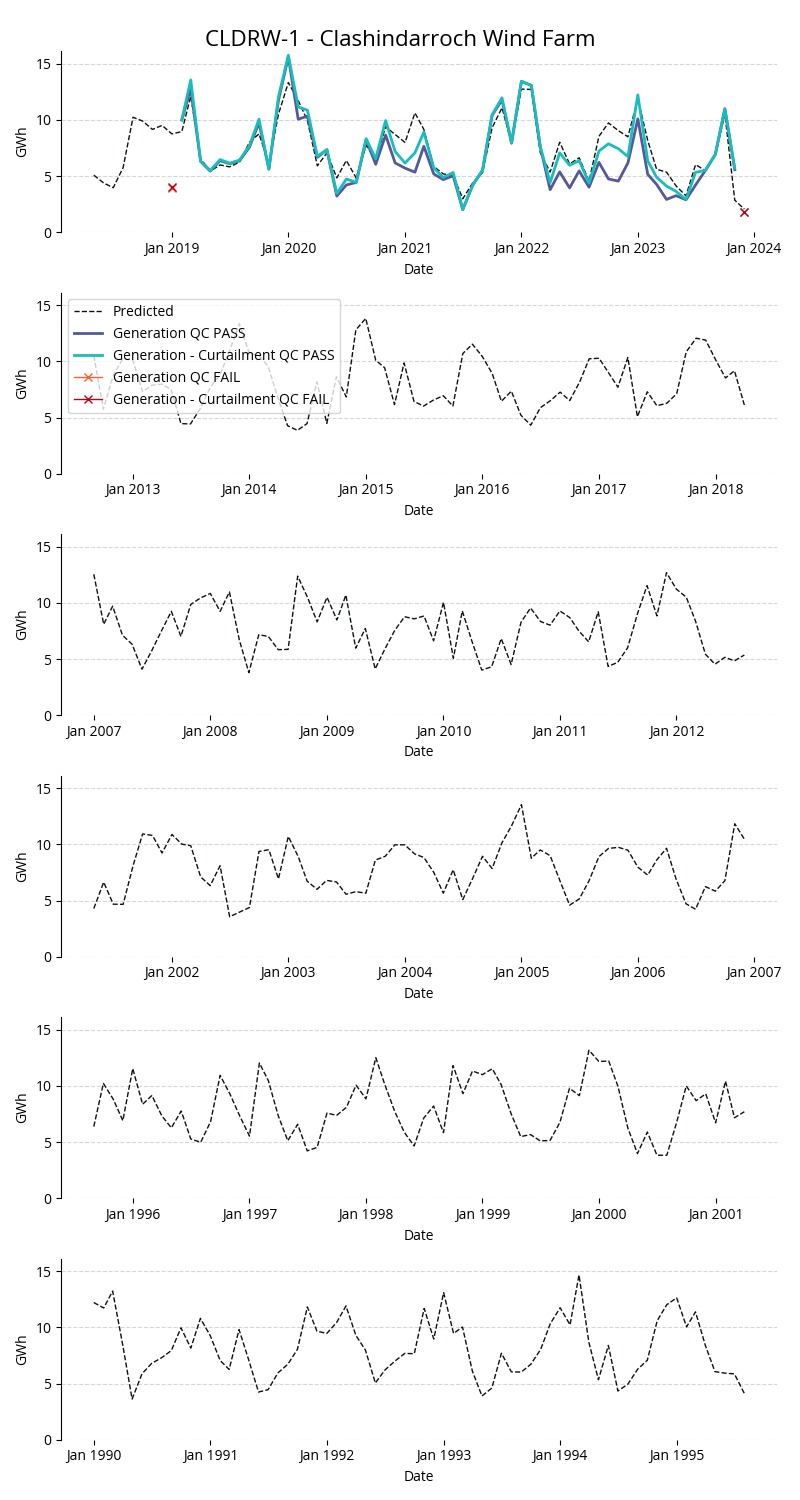 CLDRW-1 - Clashindarroch Wind Farm
15
10
5
0
GWh
Jan 2019 Jan 2020 Jan 2021 Jan 2022 Jan 2023 Jan 2024
Date
15
10
5
0
GWh
Predicted
Generation QC PASS
Generation - Curtailment QC PASS
Generation QC FAIL
Generation - Curtailment QC FAIL
Jan 2013 Jan 2014 Jan 2015 Jan 2016 Jan 2017 Jan 2018
Date
15
10
5
0
GWh
Jan 2007 Jan 2008 Jan 2009 Jan 2010 Jan 2011 Jan 2012
Date
15
10
5
0
GWh
Jan 2002 Jan 2003 Jan 2004 Jan 2005 Jan 2006 Jan 2007
Date
15
10
5
0
GWh
Jan 1996 Jan 1997 Jan 1998 Jan 1999 Jan 2000 Jan 2001
Date
15
10
5
0
GWh
Jan 1990 Jan 1991 Jan 1992 Jan 1993 Jan 1994 Jan 1995
Date